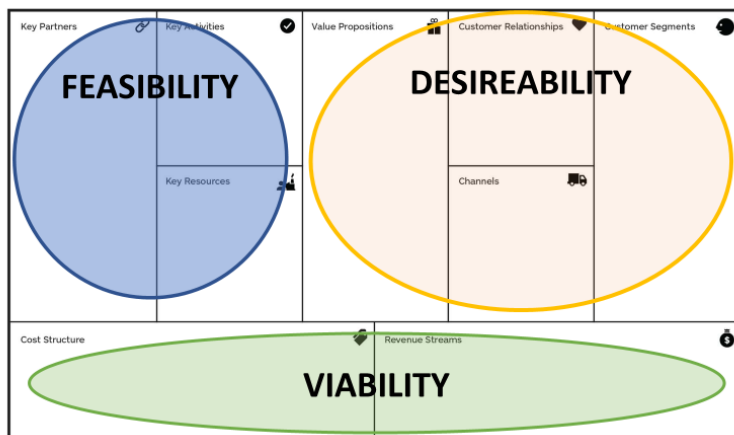 Key Partners
Key Activities
Value Propositions
Customer Relationships
Customer Segments
FEASIBILITY
DESIREABILITY
Key Resources
Channels
Cost Structure
Revenue Streams
$
VIABILITY